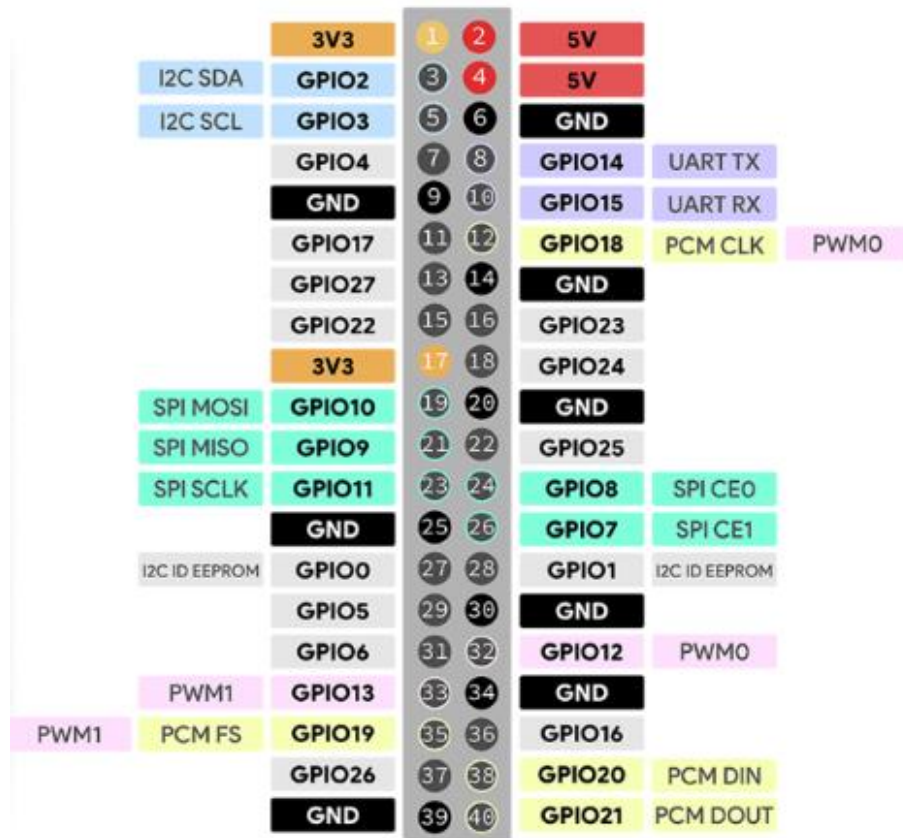 3V3 1 2 5V
I2C SDA GPIO2 3 4 5V
I2C SCL GPIO3 5 6 GND
GPIO4 7 8 GPIO14 UART TX
GND 9 10 GPIO15 UART RX
GPIO17 11 12 GPIO18 PCM CLK PWM0
GPIO27 13 14 GND
GPIO22 15 16 GPIO23
3V3 17 18 GPIO24
SPI MOSI GPIO10 19 20 GND
SPI MISO GPIO9 21 22 GPIO25
SPI SCLK GPIO11 23 24 GPIO8 SPI CE0
GND 25 26 GPIO7 SPI CE1
I2C ID EEPROM GPIO0 27 28 GPIO1 I2C ID EEPROM
GPIO5 29 30 GND
GPIO6 31 32 GPIO12 PWM0
PWM1 GPIO13 33 34 GND
PWM1 PCM FS GPIO19 35 36 GPIO16
GPIO26 37 38 GPIO20 PCM DIN
GND 39 40 GPIO21 PCM DOUT